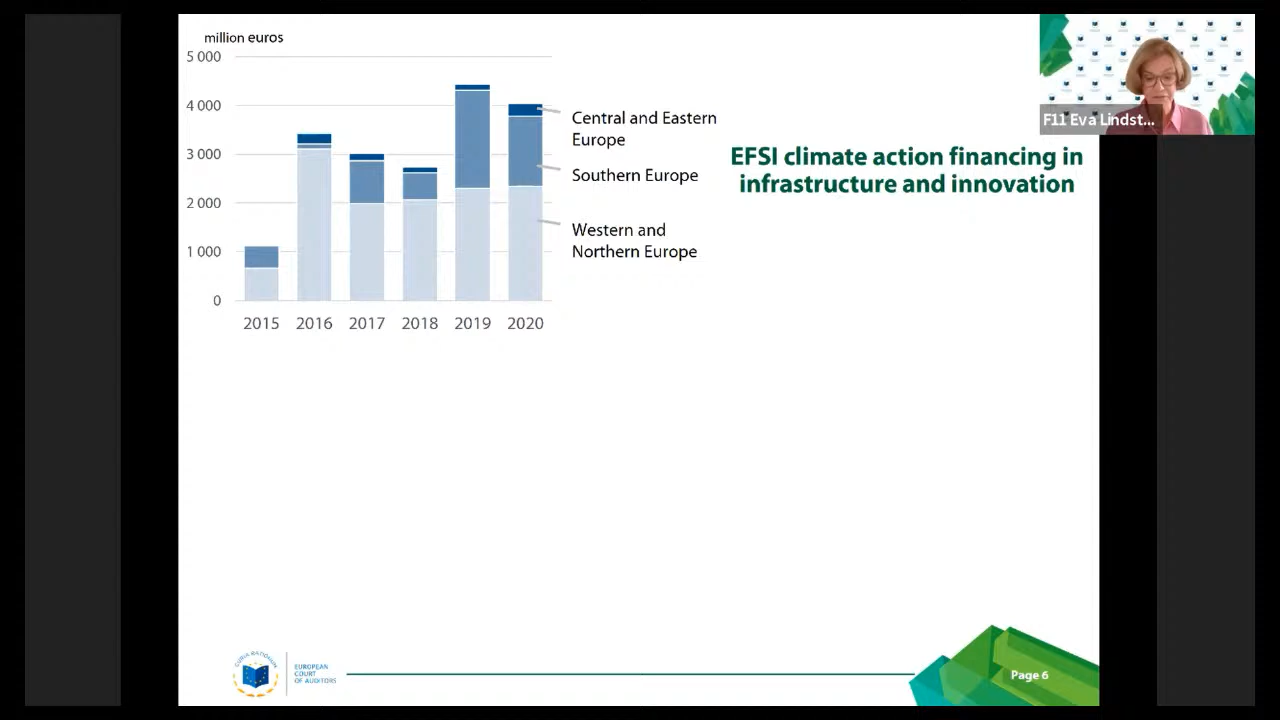 million euros
5 000
4 000
3 000
2 000
1 000
0
2015 2016 2017 2018 2019 2020
Central and Eastern
Europe
Southern Europe
Western and
Northern Europe
EFSI climate action financing in
infrastructure and innovation
F11 Eva Lindst...
CURIA RATIONUM
EUROPEAN
COURT
OF AUDITORS
Page 6